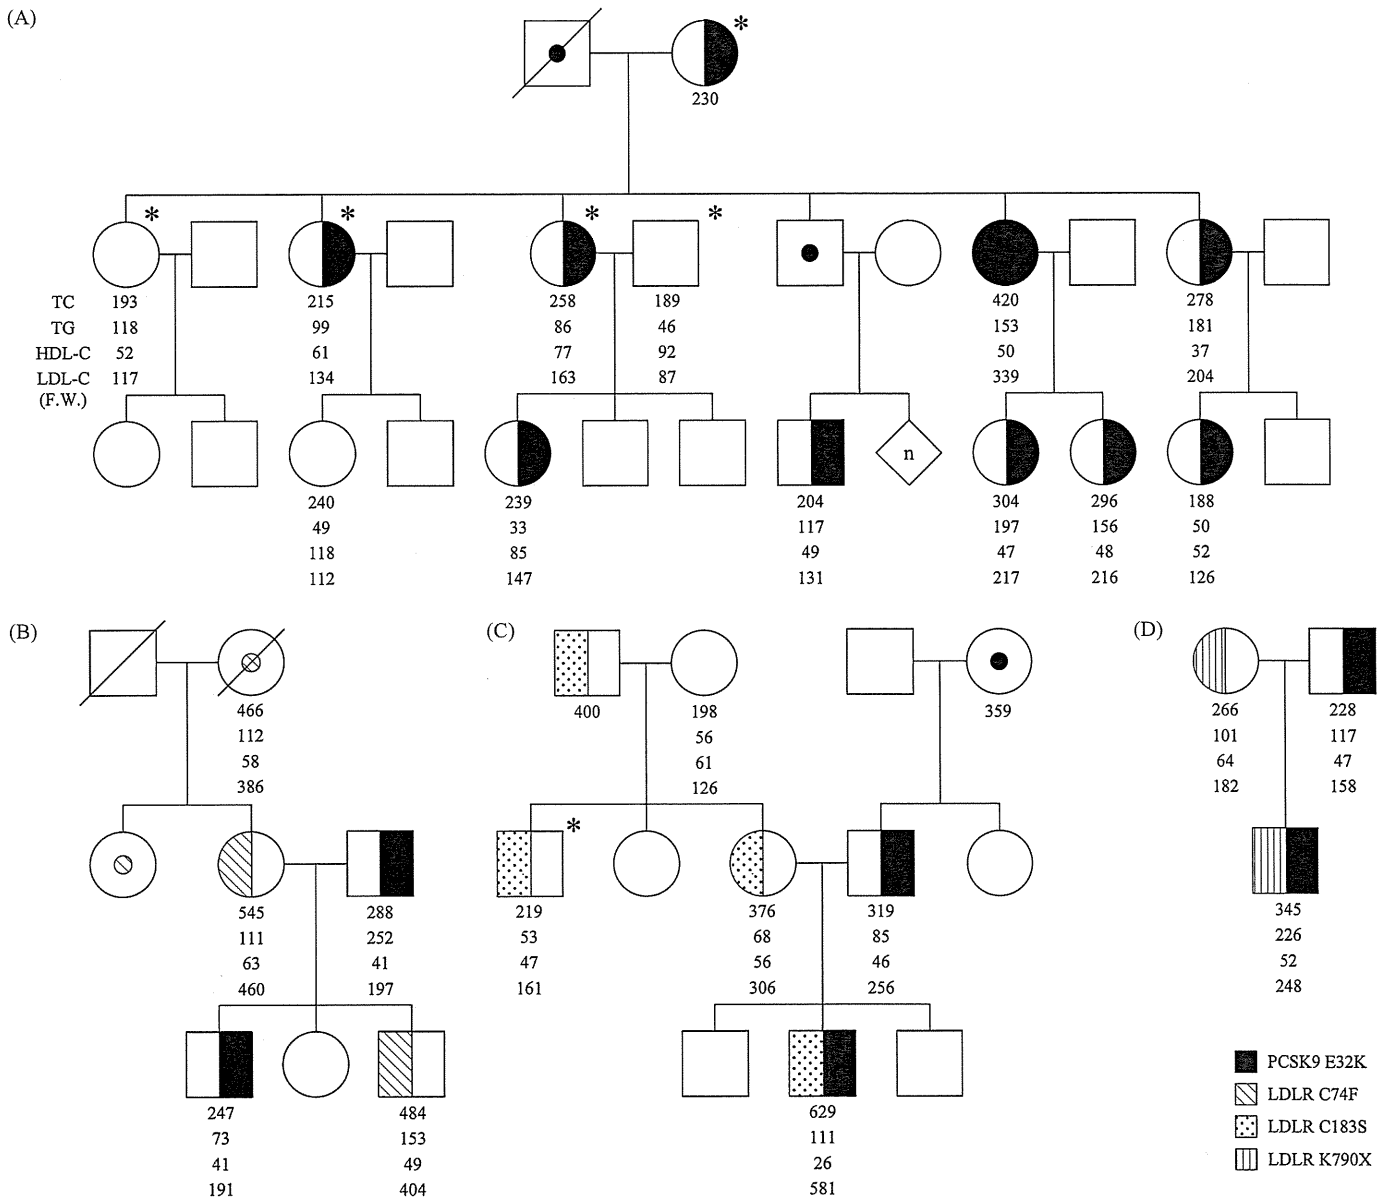 (A)
*
230
* * * *
TC 193 215 258 189 420 278
TG 118 99 86 46 153 181
HDL-C 52 61 77 92 50 37
LDL-C 117 134 163 87 339 204
(F.W.)
n
240 239 204 304 296 188
49 33 117 197 156 50
118 85 49 47 48 52
112 147 131 217 216 126
(B) (C) (D)
466 400 198 359 266 228
112 56 101 117
58 61 64 47
386 126 182 158
*
545 288 219 376 319 345
111 252 53 68 85 226
63 41 47 56 46 52
460 197 161 306 256 248
PCSK9 E32K
LDLR C74F
247 484 629 LDLR C183S
73 153 111
41 49 26 LDLR K790X
191 404 581